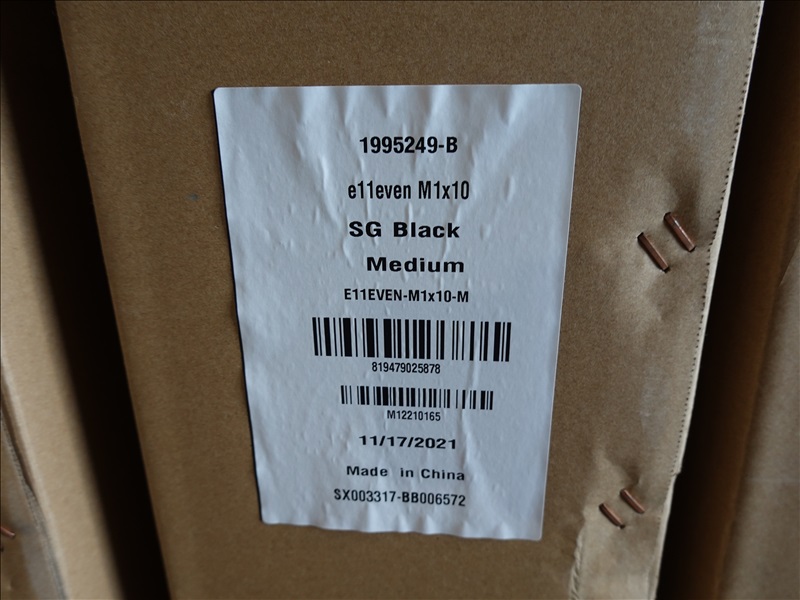 1995249-B
e11even M1x10
SG Black
Medium
E11EVEN-M1x10-M
819479025878
M12210165
11/17/2021
Made in China
SX003317-BB006572